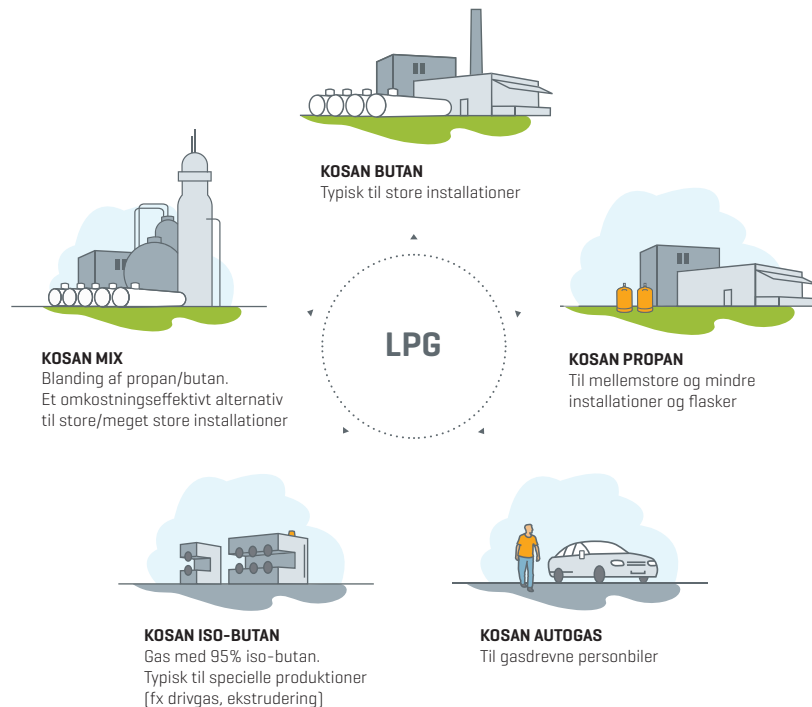 KOSAN BUTAN
Typisk til store installationer
KOSAN MIX
Blanding af propan/butan.
Et omkostningseffektivt alternativ
til store/meget store installationer
LPG
KOSAN PROPAN
Til mellemstore og mindre
installationer og flasker
KOSAN ISO-BUTAN
Gas med 95% iso-butan.
Typisk til specielle produktioner
[fx drivgas, ekstrudering]
KOSAN AUTOGAS
Til gasdrevne personbiler